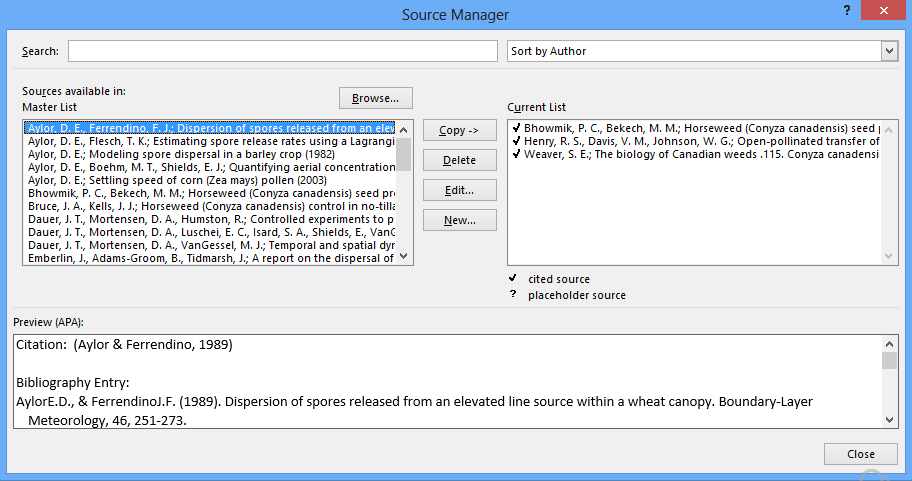 Source Manager
?
Search:
Sort by Author
Sources available in:
Master List
Browse...
Current List
Aylor, D. E., Ferrendino, F. J.; Dispersion of spores released from an elev
Aylor, D. E., Flesch, T. K.; Estimating spore release rates using a Lagrangi
Aylor, D. E.; Modeling spore dispersal in a barley crop (1982)
Aylor, D. E., Boehm, M. T., Shields, E. J.; Quantifying aerial concentration
Aylor, D. E.; Settling speed of corn (Zea mays) pollen (2003)
Bhowmik, P. C., Bekech, M. M.; Horseweed (Conyza canadensis) seed pr
Bruce, J. A., Kells, J. J.; Horseweed (Conyza canadensis) control in no-tilla
Dauer, J. T., Mortensen, D. A., Humston, R.; Controlled experiments to p
Dauer, J. T., Mortensen, D. A., Luschei, E. C., Isard, S. A., Shields, E., VanG
Dauer, J. T., Mortensen, D. A., VanGessel, M. J.; Temporal and spatial dyr
Emberlin, J., Adams-Groom, B., Tidmarsh, J.; A report on the dispersal of
Copy ->
Delete
Edit...
New...
Bhowmik, P. C., Bekech, M. M.; Horseweed (Conyza canadensis) seed p
Henry, R. S., Davis, V. M., Johnson, W. G.; Open-pollinated transfer of
Weaver, S. E.; The biology of Canadian weeds .115. Conyza canadensi
cited source
? placeholder source
Preview (APA):
Citation: (Aylor & Ferrendino, 1989)
Bibliography Entry:
AylorE.D., & FerrendinoJ.F. (1989). Dispersion of spores released from an elevated line source within a wheat canopy. Boundary-Layer
Meteorology, 46, 251-273.
Close